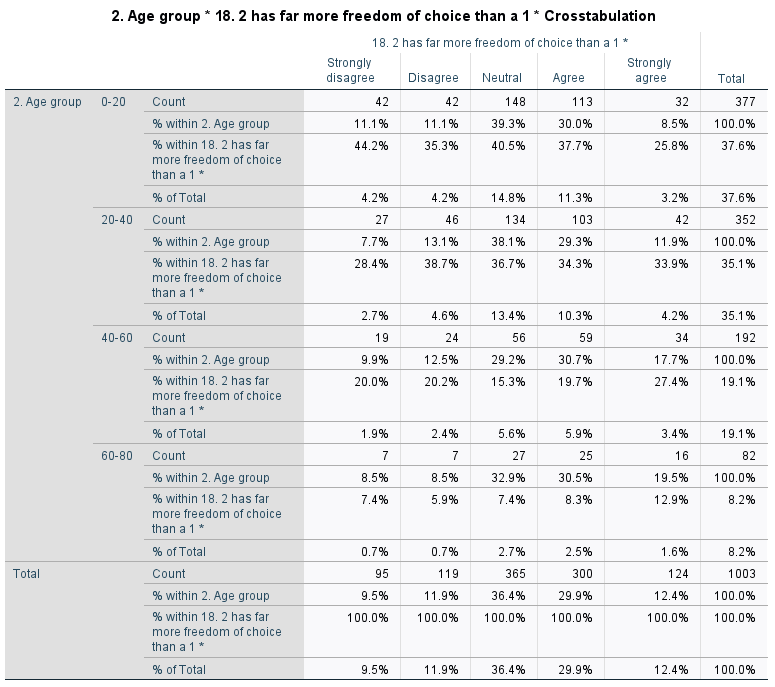 2. Age group * 18. 2 has far more freedom of choice than a 1 * Crosstabulation
18. 2 has far more freedom of choice than a 1 *
Strongly disagree Disagree Neutral Agree Strongly agree Total
2. Age group 0-20 Count 42 42 148 113 32 377
% within 2. Age group 11.1% 11.1% 39.3% 30.0% 8.5% 100.0%
% within 18. 2 has far 44.2% 35.3% 40.5% 37.7% 25.8% 37.6%
more freedom of choice
than a 1 *
% of Total 4.2% 4.2% 14.8% 11.3% 3.2% 37.6%
20-40 Count 27 46 134 103 42 352
% within 2. Age group 7.7% 13.1% 38.1% 29.3% 11.9% 100.0%
% within 18. 2 has far 28.4% 38.7% 36.7% 34.3% 33.9% 35.1%
more freedom of choice
than a 1 *
% of Total 2.7% 4.6% 13.4% 10.3% 4.2% 35.1%
40-60 Count 19 24 56 59 34 192
% within 2. Age group 9.9% 12.5% 29.2% 30.7% 17.7% 100.0%
% within 18. 2 has far 20.0% 20.2% 15.3% 19.7% 27.4% 19.1%
more freedom of choice
than a 1 *
% of Total 1.9% 2.4% 5.6% 5.9% 3.4% 19.1%
60-80 Count 7 7 27 25 16 82
% within 2. Age group 8.5% 8.5% 32.9% 30.5% 19.5% 100.0%
% within 18. 2 has far 7.4% 5.9% 7.4% 8.3% 12.9% 8.2%
more freedom of choice
than a 1 *
% of Total 0.7% 0.7% 2.7% 2.5% 1.6% 8.2%
Total Count 95 119 365 300 124 1003
% within 2. Age group 9.5% 11.9% 36.4% 29.9% 12.4% 100.0%
% within 18. 2 has far 100.0% 100.0% 100.0% 100.0% 100.0% 100.0%
more freedom of choice
than a 1 *
% of Total 9.5% 11.9% 36.4% 29.9% 12.4% 100.0%